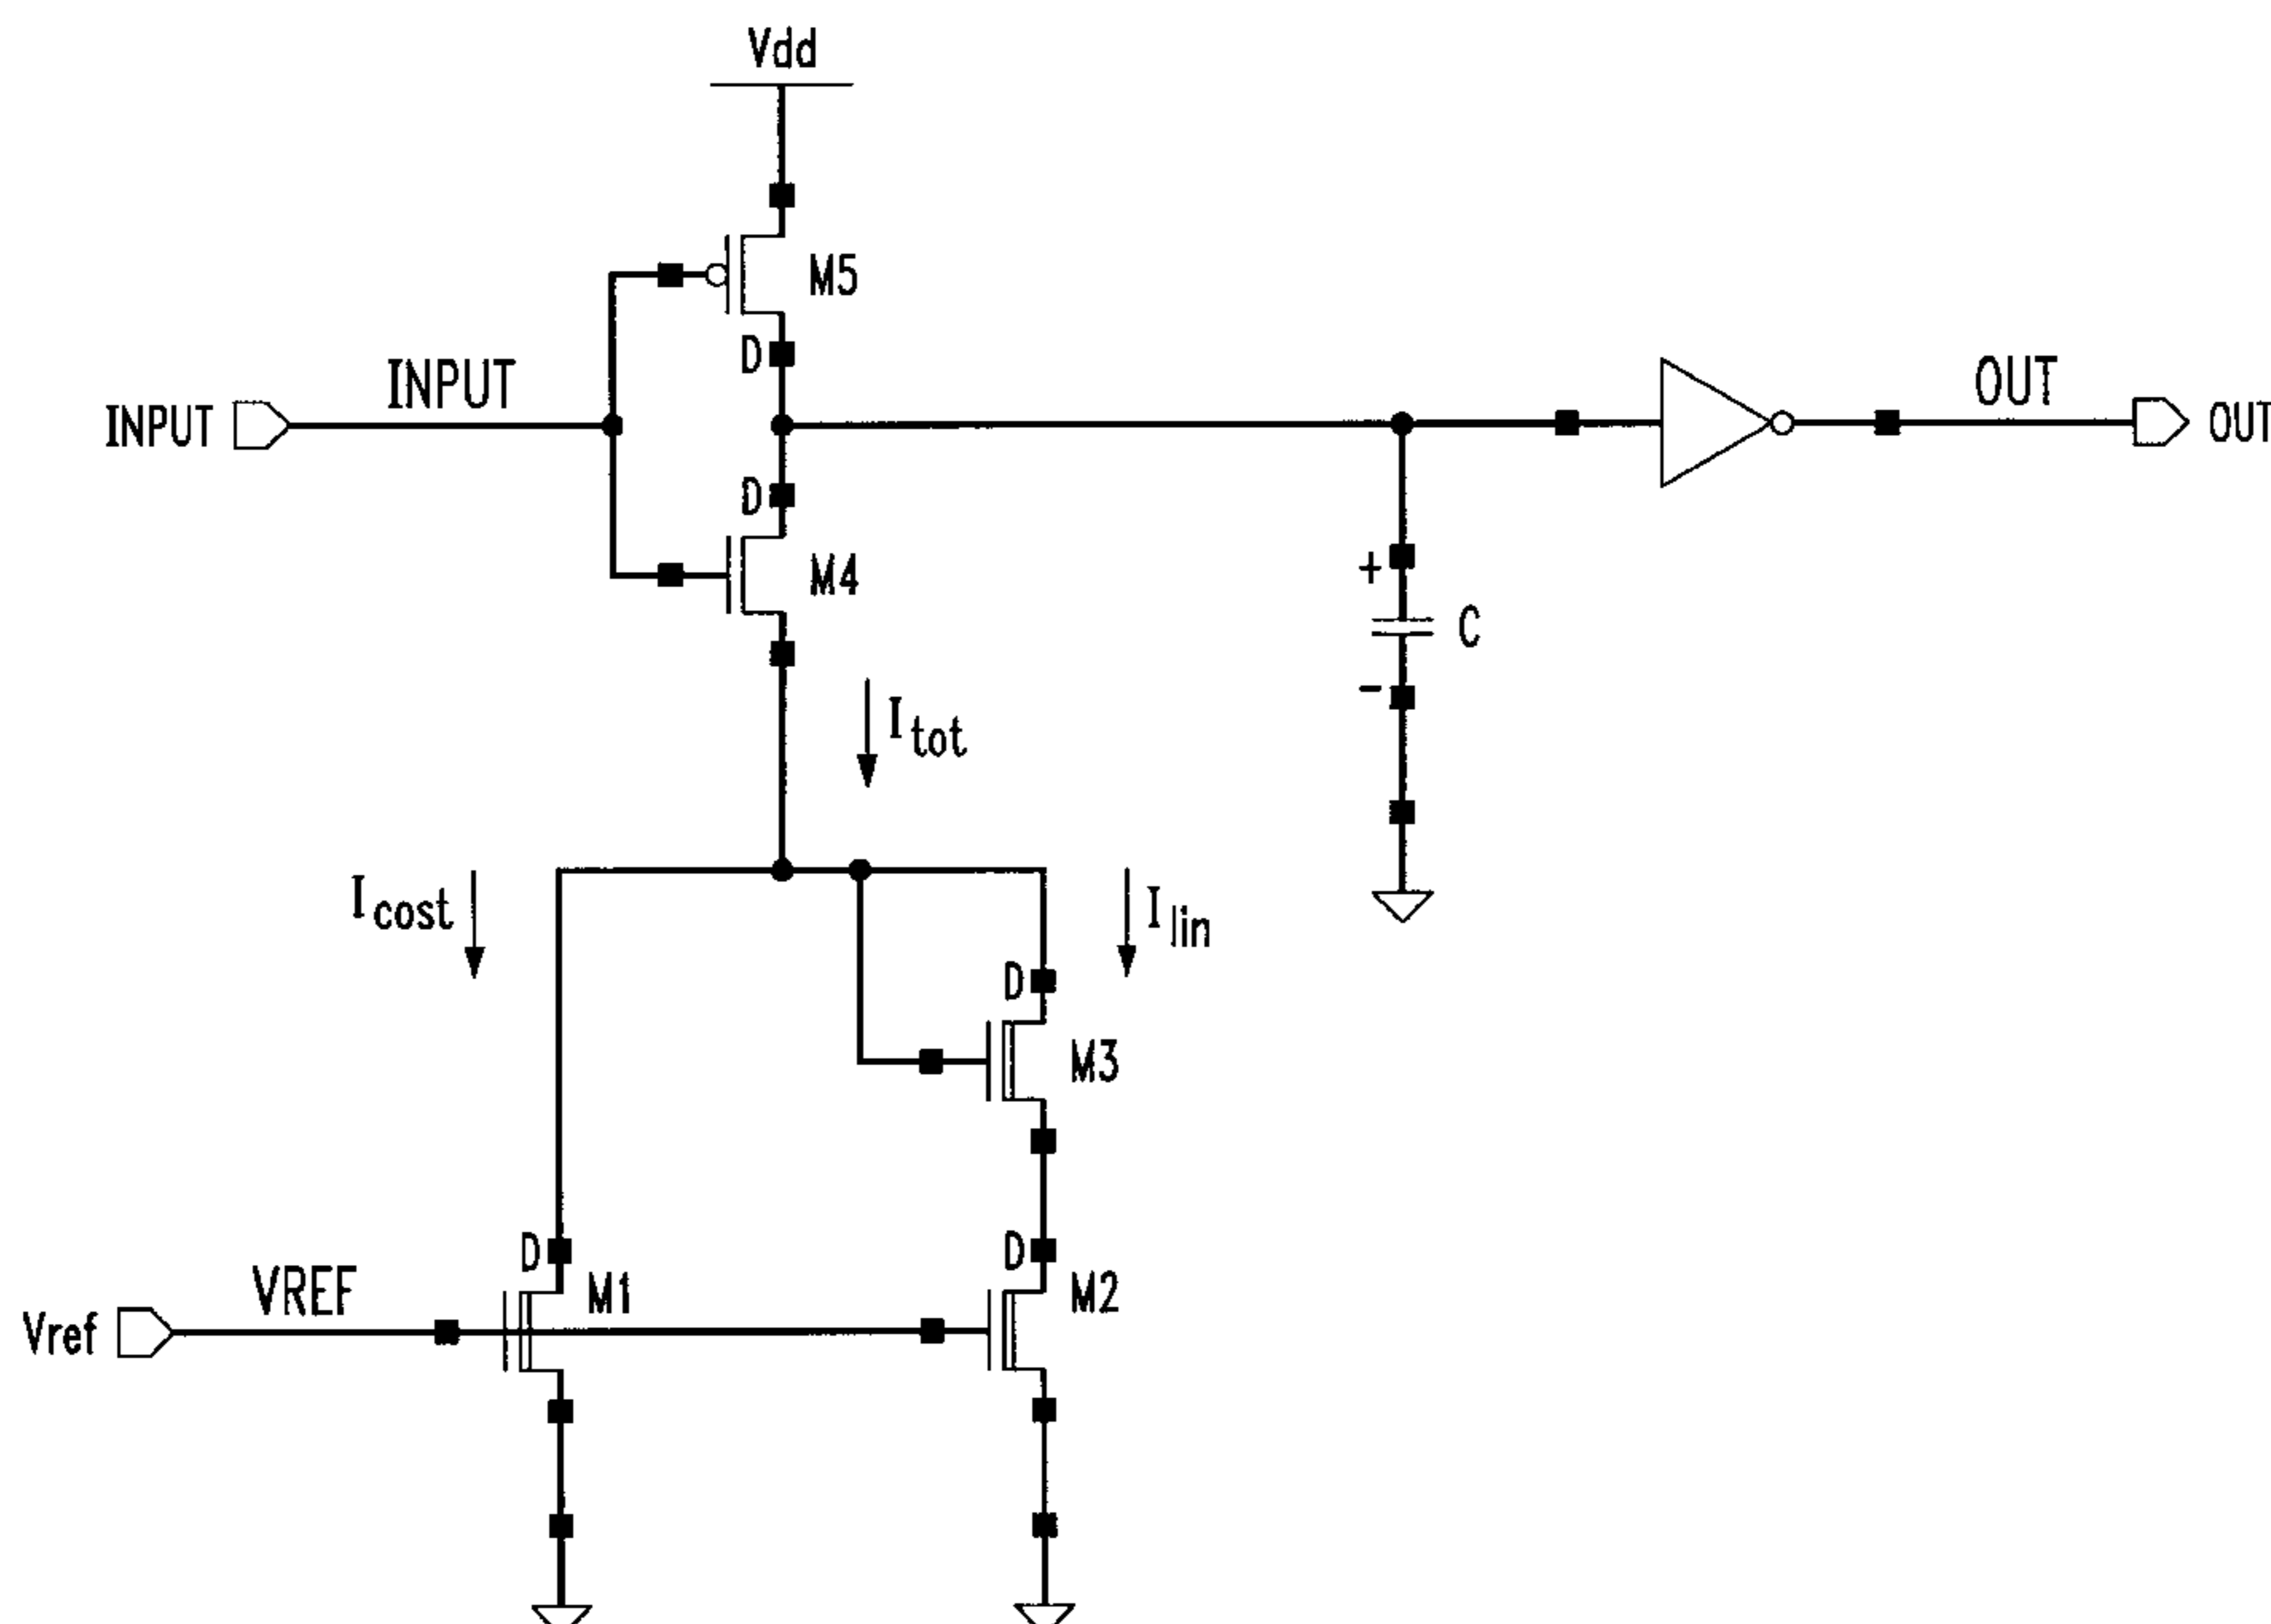 Vdd
M5
D
INPUT
INPUT
OUT
OUT
D
M4
+
C
-
I tot
I cost
I lin
D
M3
D
M1
D
M2
VREF
Vref